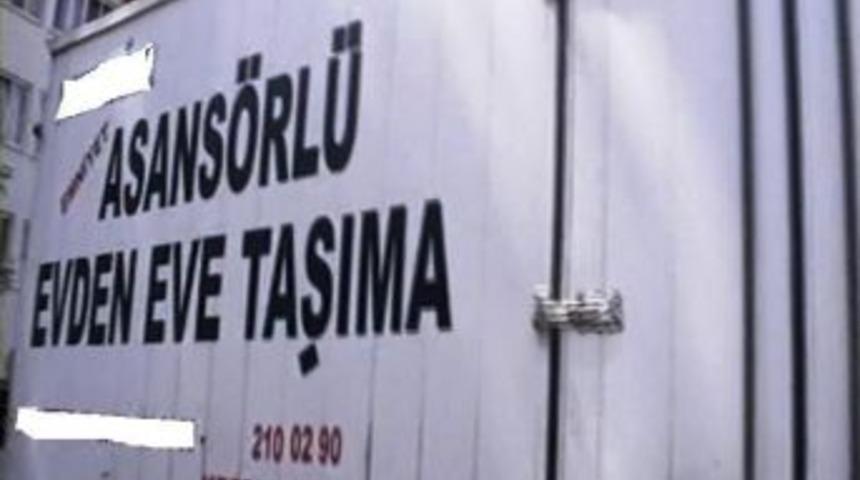 ASANSÖRLÜ
EVDEN EVE TAŞIMA
210 02 90